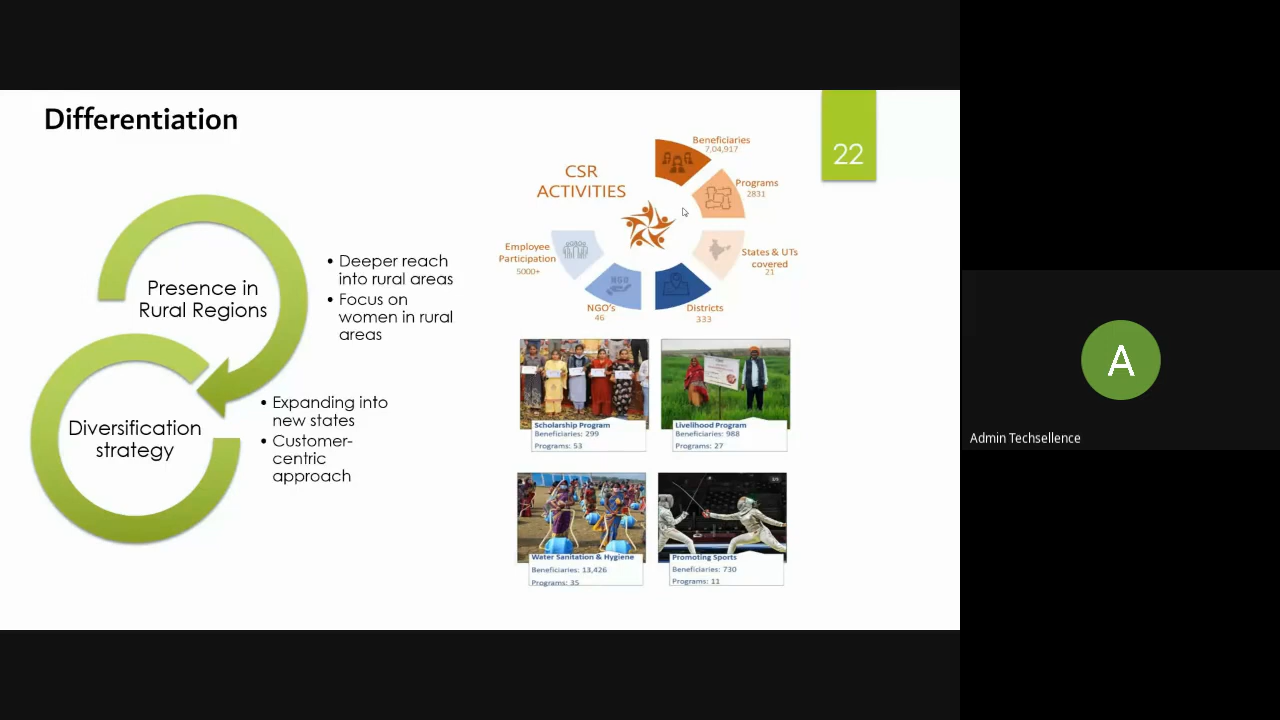 Differentiation
22
Presence in
Rural Regions
• Deeper reach
into rural areas
• Focus on
women in rural
areas
Diversification
strategy
• Expanding into
new states
• Customer-
centric
approach
CSR
ACTIVITIES
Beneficiaries
7,04,917
Programs
2831
States & UTs
covered
21
Districts
333
NGO's
46
Employee
Participation
5000+
NGO
Scholarship Program
Beneficiaries: 299
Programs: 53
Livelihood Program
Beneficiaries: 988
Programs: 27
Water Sanitation & Hygiene
Beneficiaries: 13,426
Programs: 35
Promoting Sports
Beneficiaries: 730
Programs: 11
A
Admin Techsellence